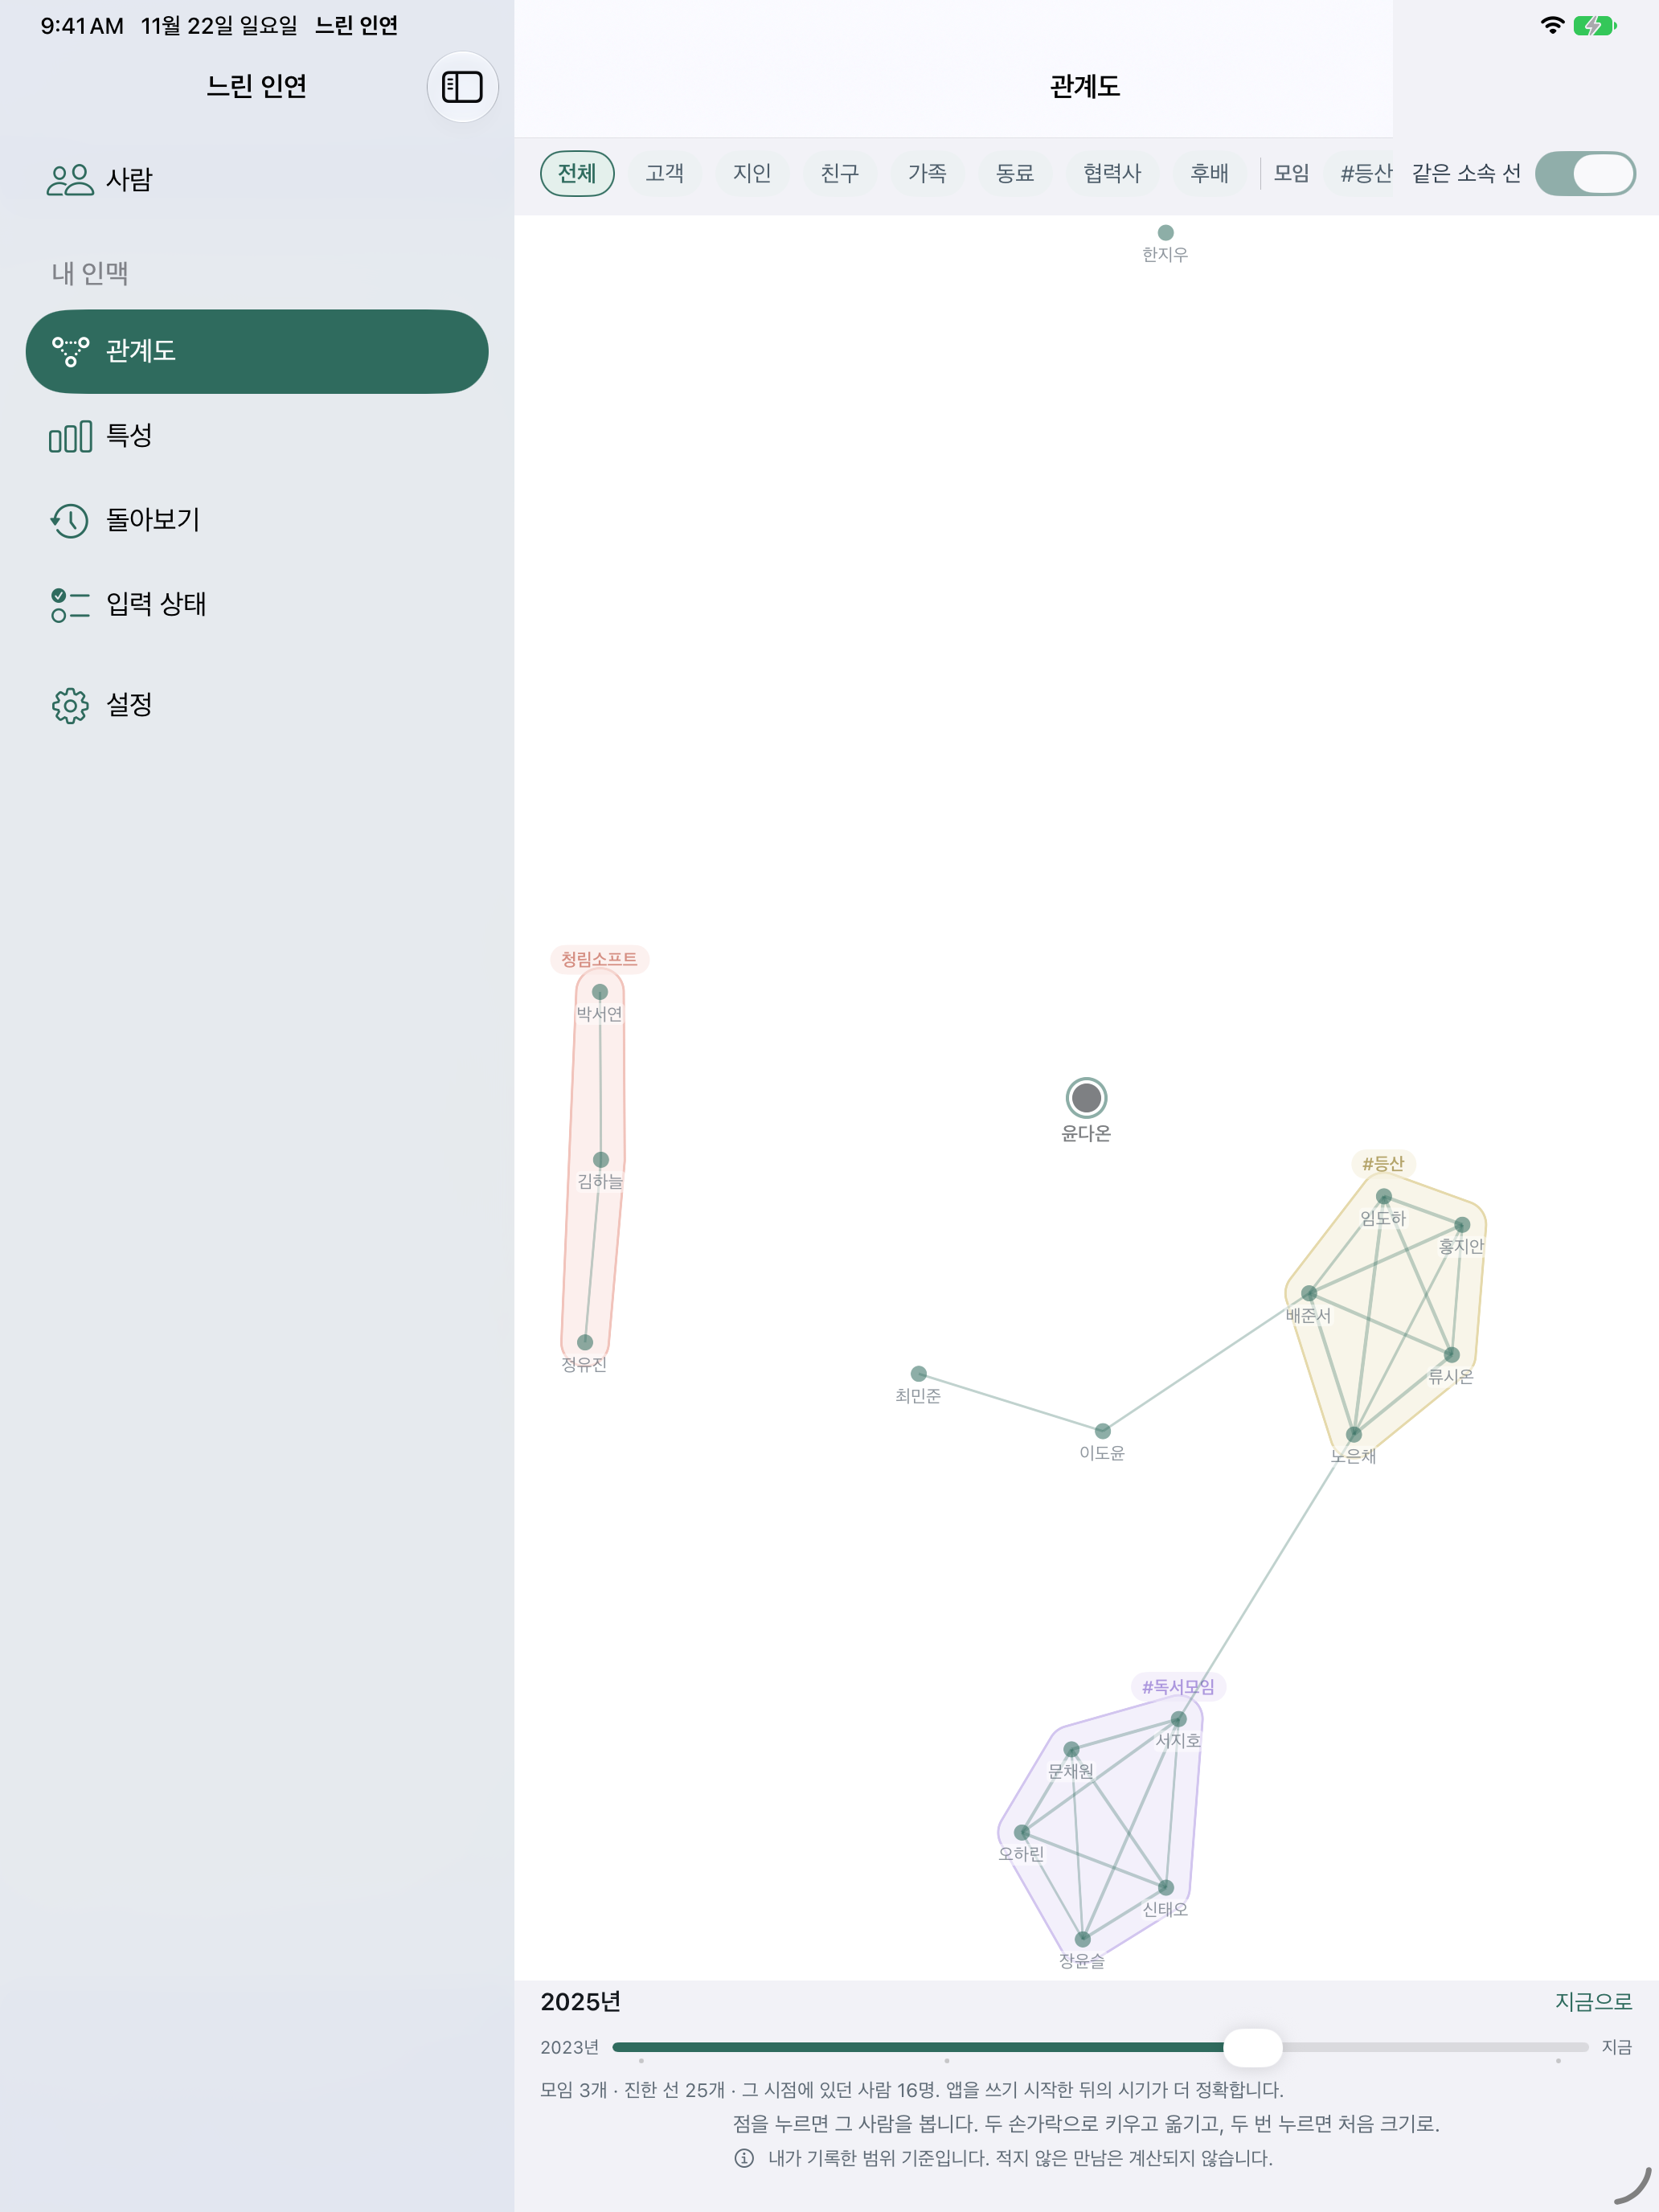 9:41 AM 11월 22일 일요일 느린 인연
느린 인연
사람
내 인맥
관계도
특성
돌아보기
입력 상태
설정
관계도
전체 고객 지인 친구 가족 동료 협력사 후배 모임 #등산 같은 소속 선
한지우
청림소프트
박서연
윤다온
#등산
김하늘
임도하
홍지안
배준서
정유진
류시온
최민준
이도윤
노은채
#독서모임
서지호
문채원
오하린
신태오
장윤슬
2025년 지금으로
2023년 지금
모임 3개 · 진한 선 25개 · 그 시점에 있던 사람 16명. 앱을 쓰기 시작한 뒤의 시기가 더 정확합니다.
점을 누르면 그 사람을 봅니다. 두 손가락으로 키우고 옮기고, 두 번 누르면 처음 크기로.
내가 기록한 범위 기준입니다. 적지 않은 만남은 계산되지 않습니다.